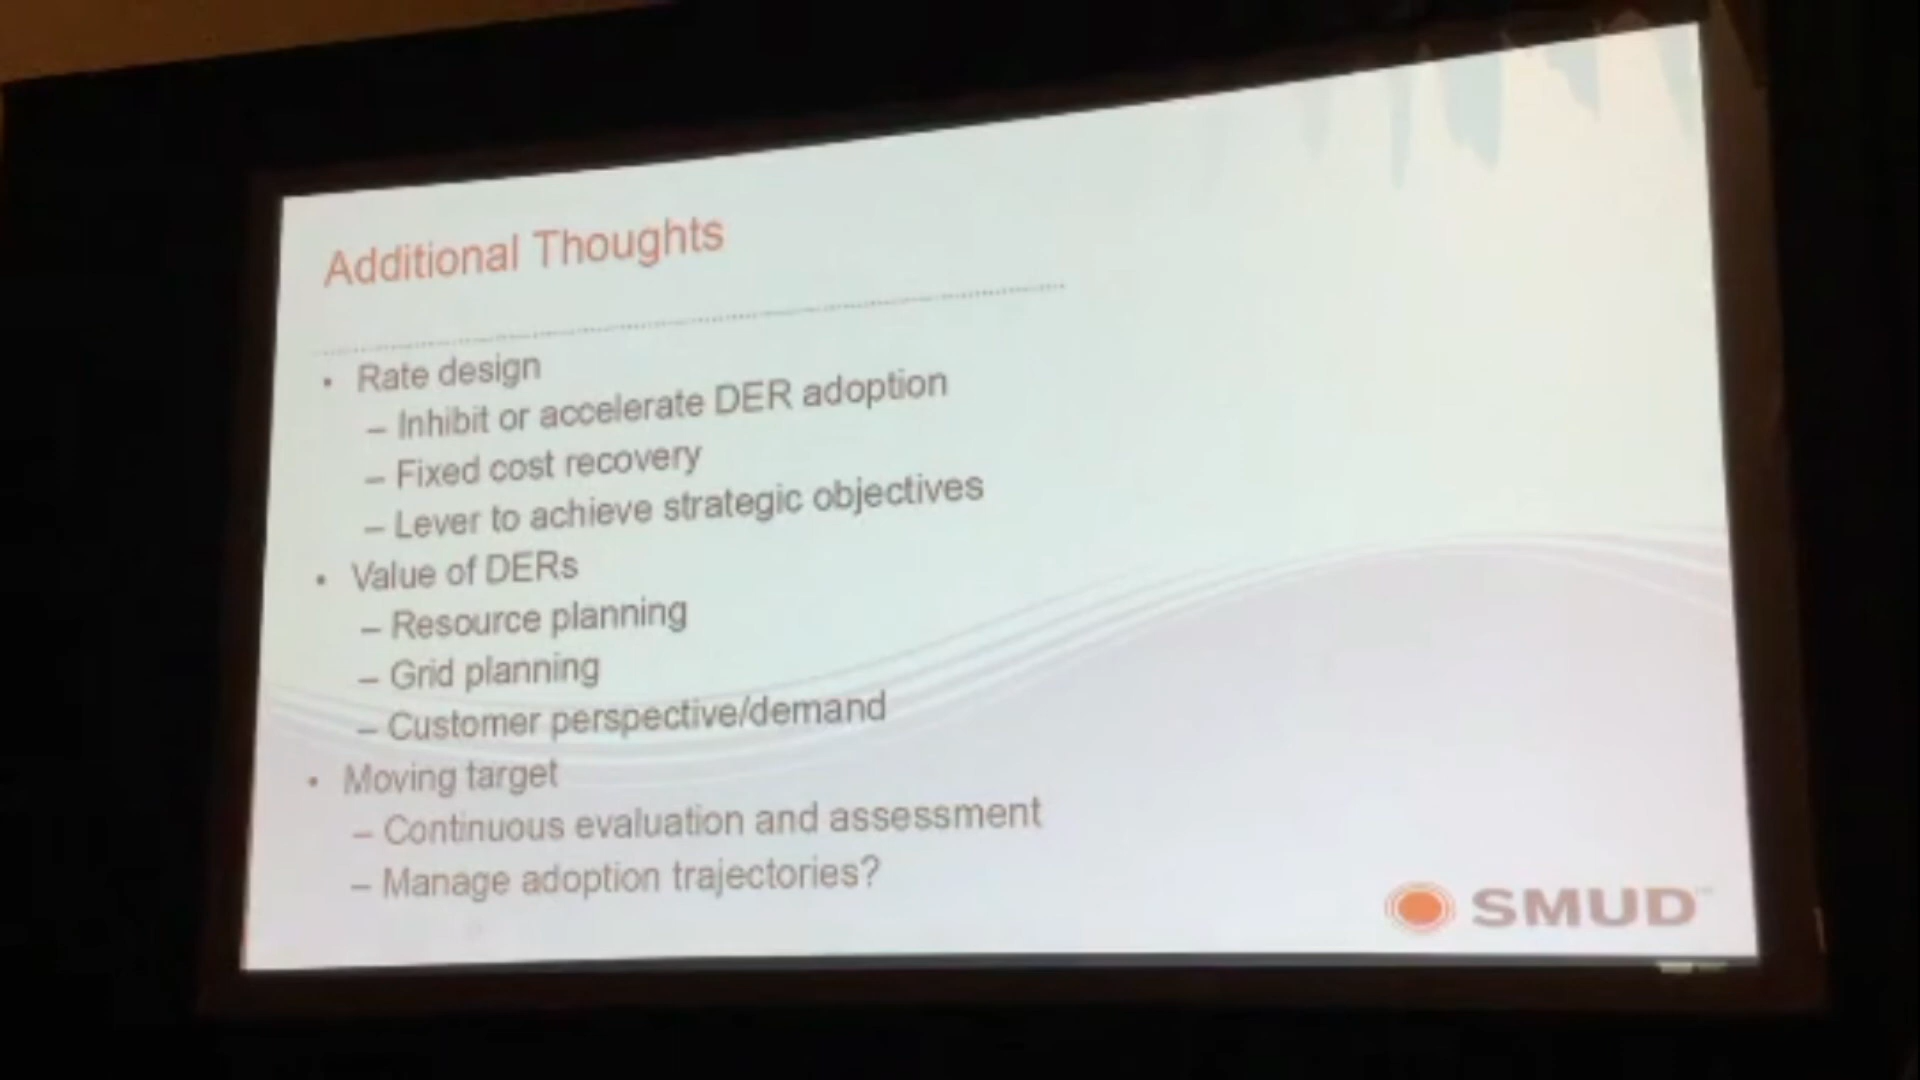 Additional Thoughts
• Rate design
– Inhibit or accelerate DER adoption
– Fixed cost recovery
– Lever to achieve strategic objectives
• Value of DERs
– Resource planning
– Grid planning
– Customer perspective/demand
• Moving target
– Continuous evaluation and assessment
– Manage adoption trajectories?
SMUD™